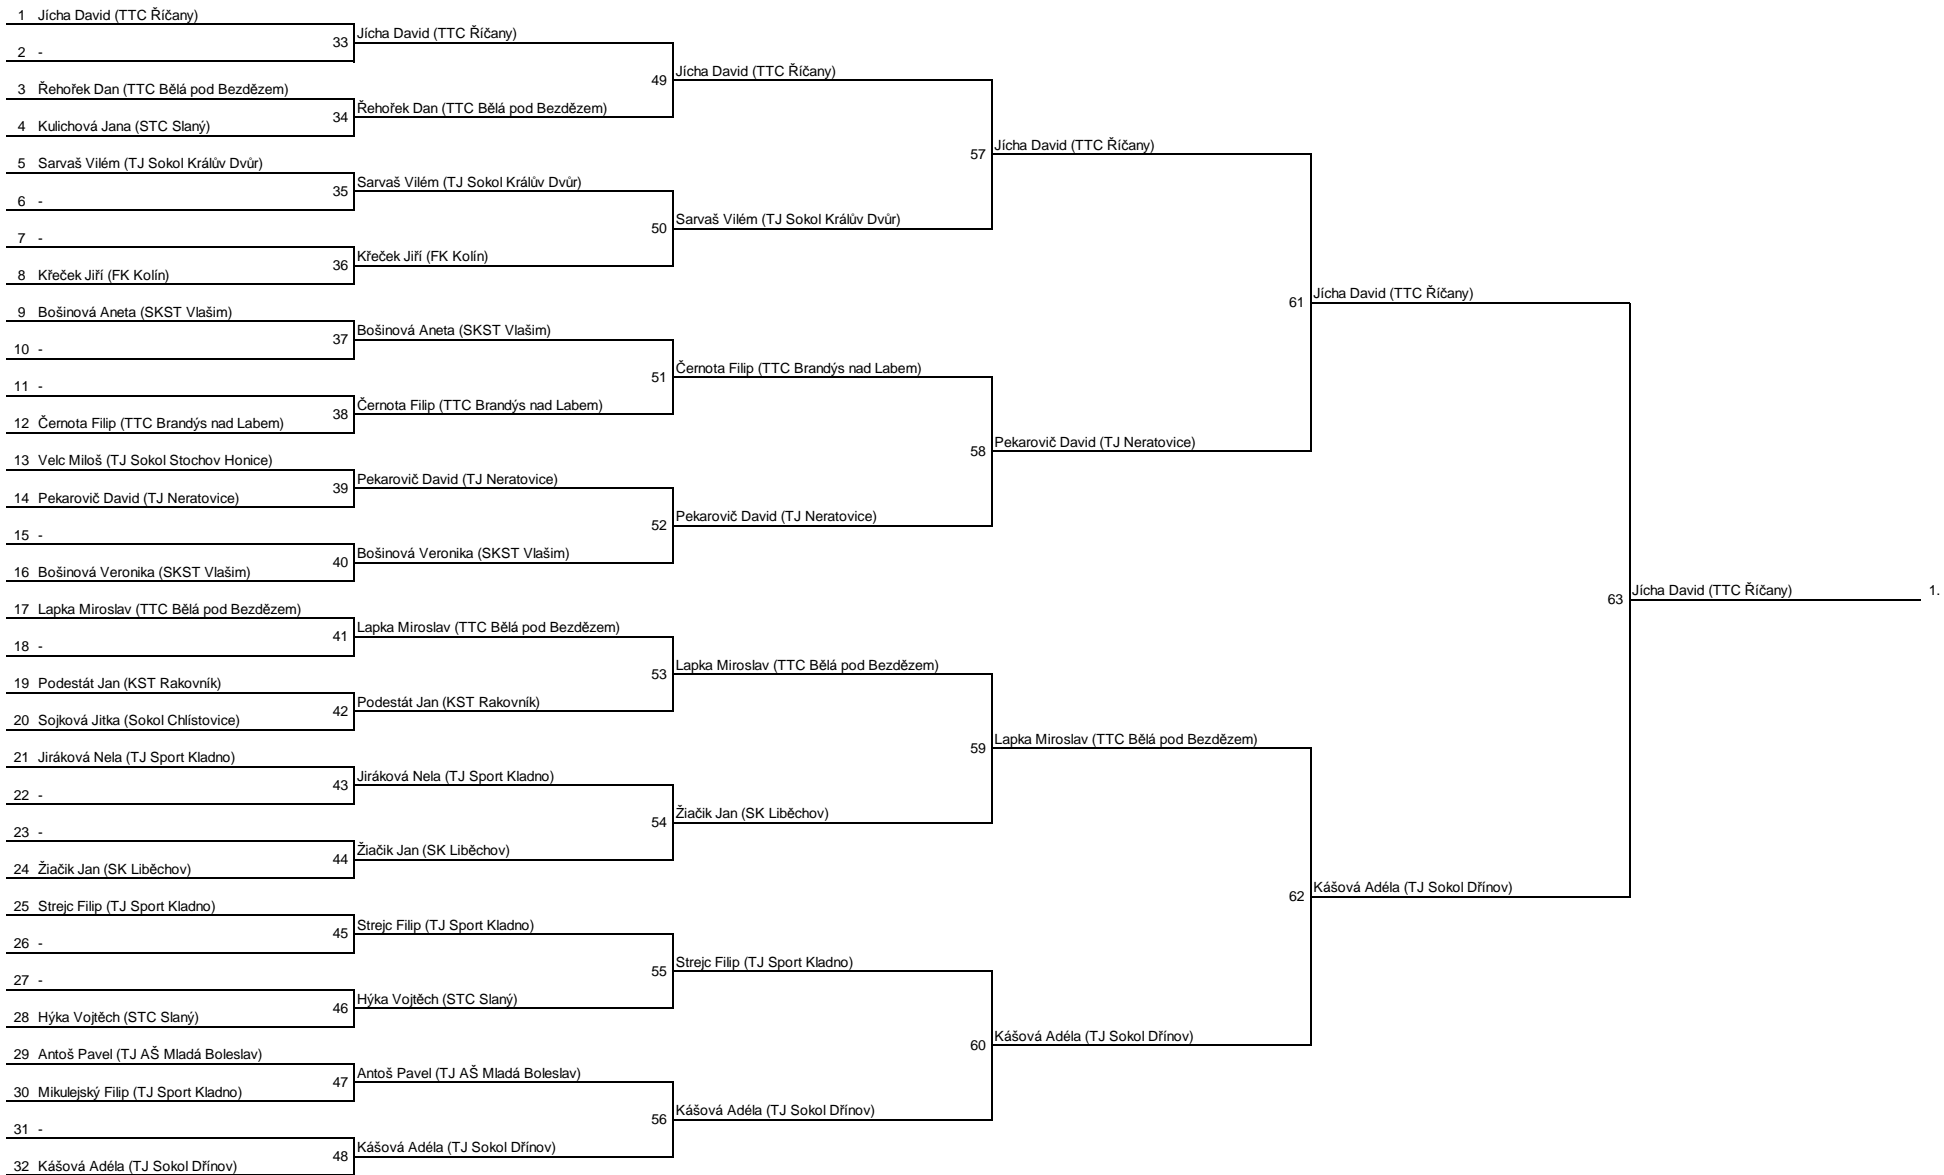 1 Jícha David (TTC Říčany)
2 -
3 Řehořek Dan (TTC Bělá pod Bezdězem)
4 Kulichová Jana (STC Slaný)
5 Sarvaš Vilém (TJ Sokol Králův Dvůr)
6 -
7 -
8 Křeček Jiří (FK Kolín)
9 Bošinová Aneta (SKST Vlašim)
10 -
11 -
12 Černota Filip (TTC Brandýs nad Labem)
13 Velc Miloš (TJ Sokol Stochov Honice)
14 Pekarovič David (TJ Neratovice)
15 -
16 Bošinová Veronika (SKST Vlašim)
17 Lapka Miroslav (TTC Bělá pod Bezdězem)
18 -
19 Podestát Jan (KST Rakovník)
20 Sojková Jitka (Sokol Chlístovice)
21 Jiráková Nela (TJ Sport Kladno)
22 -
23 -
24 Žiačik Jan (SK Liběchov)
25 Strejc Filip (TJ Sport Kladno)
26 -
27 -
28 Hýka Vojtěch (STC Slaný)
29 Antoš Pavel (TJ AŠ Mladá Boleslav)
30 Mikulejský Filip (TJ Sport Kladno)
31 -
32 Kášová Adéla (TJ Sokol Dřínov)
33 Jícha David (TTC Říčany)
34 Řehořek Dan (TTC Bělá pod Bezdězem)
35 Sarvaš Vilém (TJ Sokol Králův Dvůr)
36 Křeček Jiří (FK Kolín)
37 Bošinová Aneta (SKST Vlašim)
38 Černota Filip (TTC Brandýs nad Labem)
39 Pekarovič David (TJ Neratovice)
40 Bošinová Veronika (SKST Vlašim)
41 Lapka Miroslav (TTC Bělá pod Bezdězem)
42 Podestát Jan (KST Rakovník)
43 Jiráková Nela (TJ Sport Kladno)
44 Žiačik Jan (SK Liběchov)
45 Strejc Filip (TJ Sport Kladno)
46 Hýka Vojtěch (STC Slaný)
47 Antoš Pavel (TJ AŠ Mladá Boleslav)
48 Kášová Adéla (TJ Sokol Dřínov)
49 Jícha David (TTC Říčany)
50 Sarvaš Vilém (TJ Sokol Králův Dvůr)
51 Černota Filip (TTC Brandýs nad Labem)
52 Pekarovič David (TJ Neratovice)
53 Lapka Miroslav (TTC Bělá pod Bezdězem)
54 Žiačik Jan (SK Liběchov)
55 Strejc Filip (TJ Sport Kladno)
56 Kášová Adéla (TJ Sokol Dřínov)
57 Jícha David (TTC Říčany)
58 Pekarovič David (TJ Neratovice)
59 Lapka Miroslav (TTC Bělá pod Bezdězem)
60 Kášová Adéla (TJ Sokol Dřínov)
61 Jícha David (TTC Říčany)
62 Kášová Adéla (TJ Sokol Dřínov)
63 Jícha David (TTC Říčany) 1.